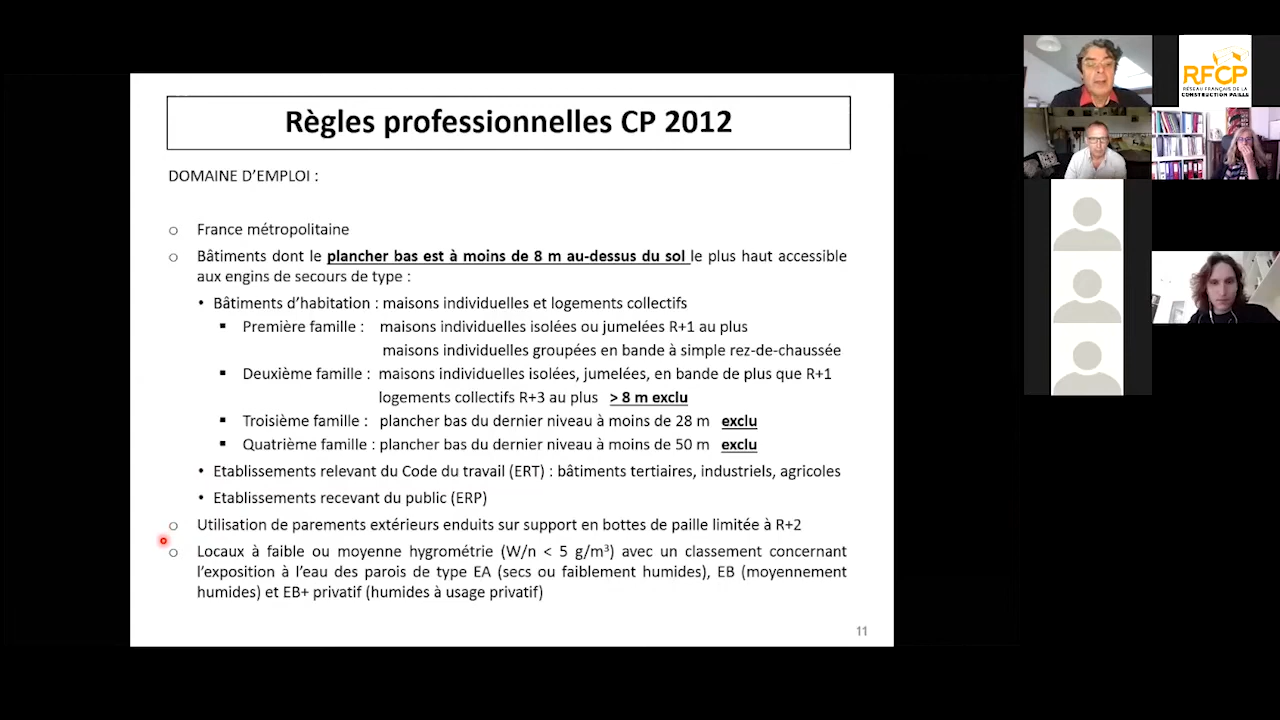 Règles professionnelles CP 2012
DOMAINE D'EMPLOI :
o France métropolitaine
o Bâtiments dont le plancher bas est à moins de 8 m au-dessus du sol le plus haut accessible
aux engins de secours de type :
• Bâtiments d'habitation : maisons individuelles et logements collectifs
▪ Première famille : maisons individuelles isolées ou jumelées R+1 au plus
maisons individuelles groupées en bande à simple rez-de-chaussée
▪ Deuxième famille : maisons individuelles isolées, jumelées, en bande de plus que R+1
logements collectifs R+3 au plus > 8 m exclu
▪ Troisième famille : plancher bas du dernier niveau à moins de 28 m exclu
▪ Quatrième famille : plancher bas du dernier niveau à moins de 50 m exclu
• Etablissements relevant du Code du travail (ERT) : bâtiments tertiaires, industriels, agricoles
• Etablissements recevant du public (ERP)
o Utilisation de parements extérieurs enduits sur support en bottes de paille limitée à R+2
o Locaux à faible ou moyenne hygrométrie (W/n < 5 g/m³) avec un classement concernant
l'exposition à l'eau des parois de type EA (secs ou faiblement humides), EB (moyennement
humides) et EB+ privatif (humides à usage privatif)
11
RFCP
RÉSEAU FRANÇAIS DE LA
CONSTRUCTION PAILLE